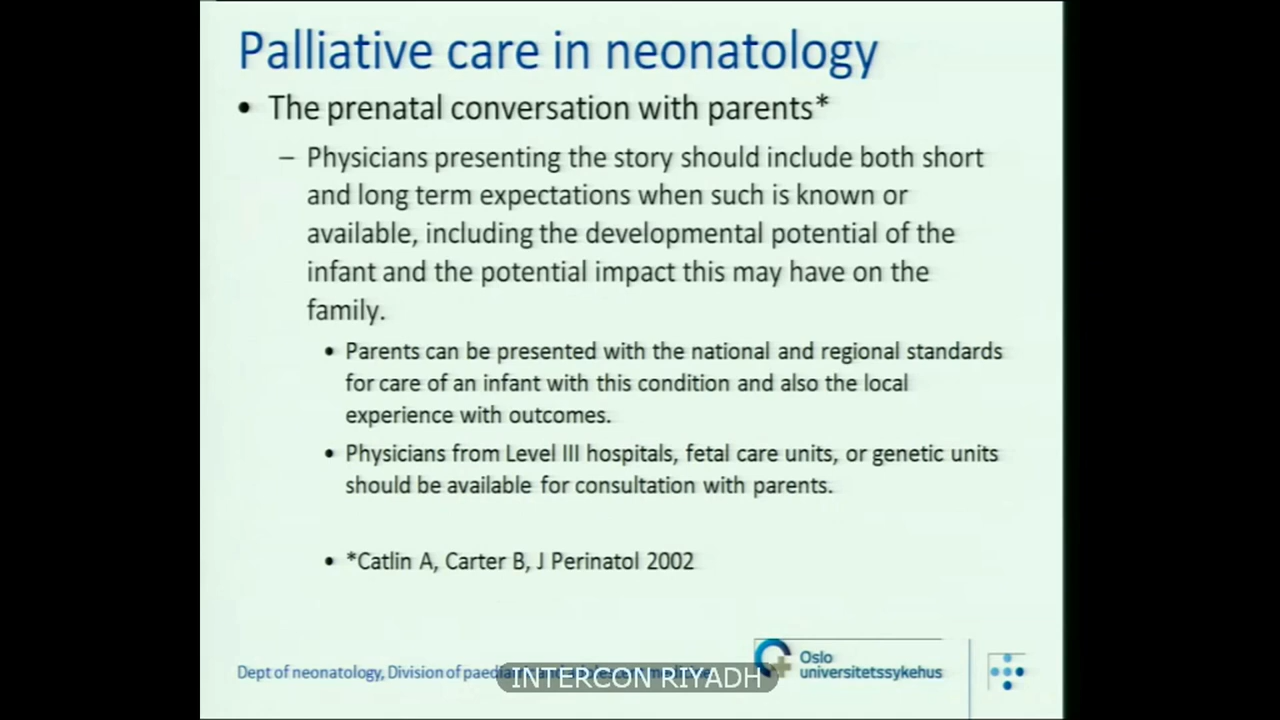 Palliative care in neonatology
• The prenatal conversation with parents*
– Physicians presenting the story should include both short
and long term expectations when such is known or
available, including the developmental potential of the
infant and the potential impact this may have on the
family.
• Parents can be presented with the national and regional standards
for care of an infant with this condition and also the local
experience with outcomes.
• Physicians from Level III hospitals, fetal care units, or genetic units
should be available for consultation with parents.
• *Catlin A, Carter B, J Perinatol 2002
Oslo
universitetssykehus
Dept of neonatology, Division of
INTERCON RIYADH